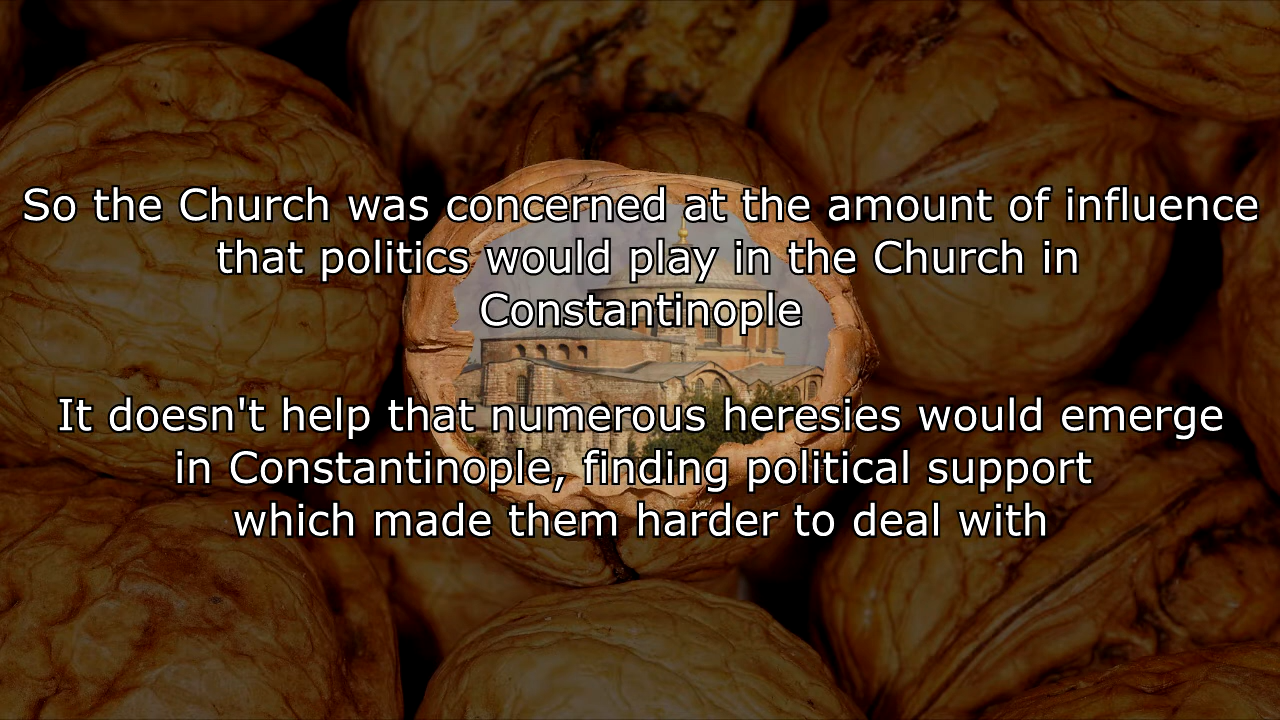 So the Church was concerned at the amount of influence
that politics would play in the Church in
Constantinople
It doesn't help that numerous heresies would emerge
in Constantinople, finding political support
which made them harder to deal with